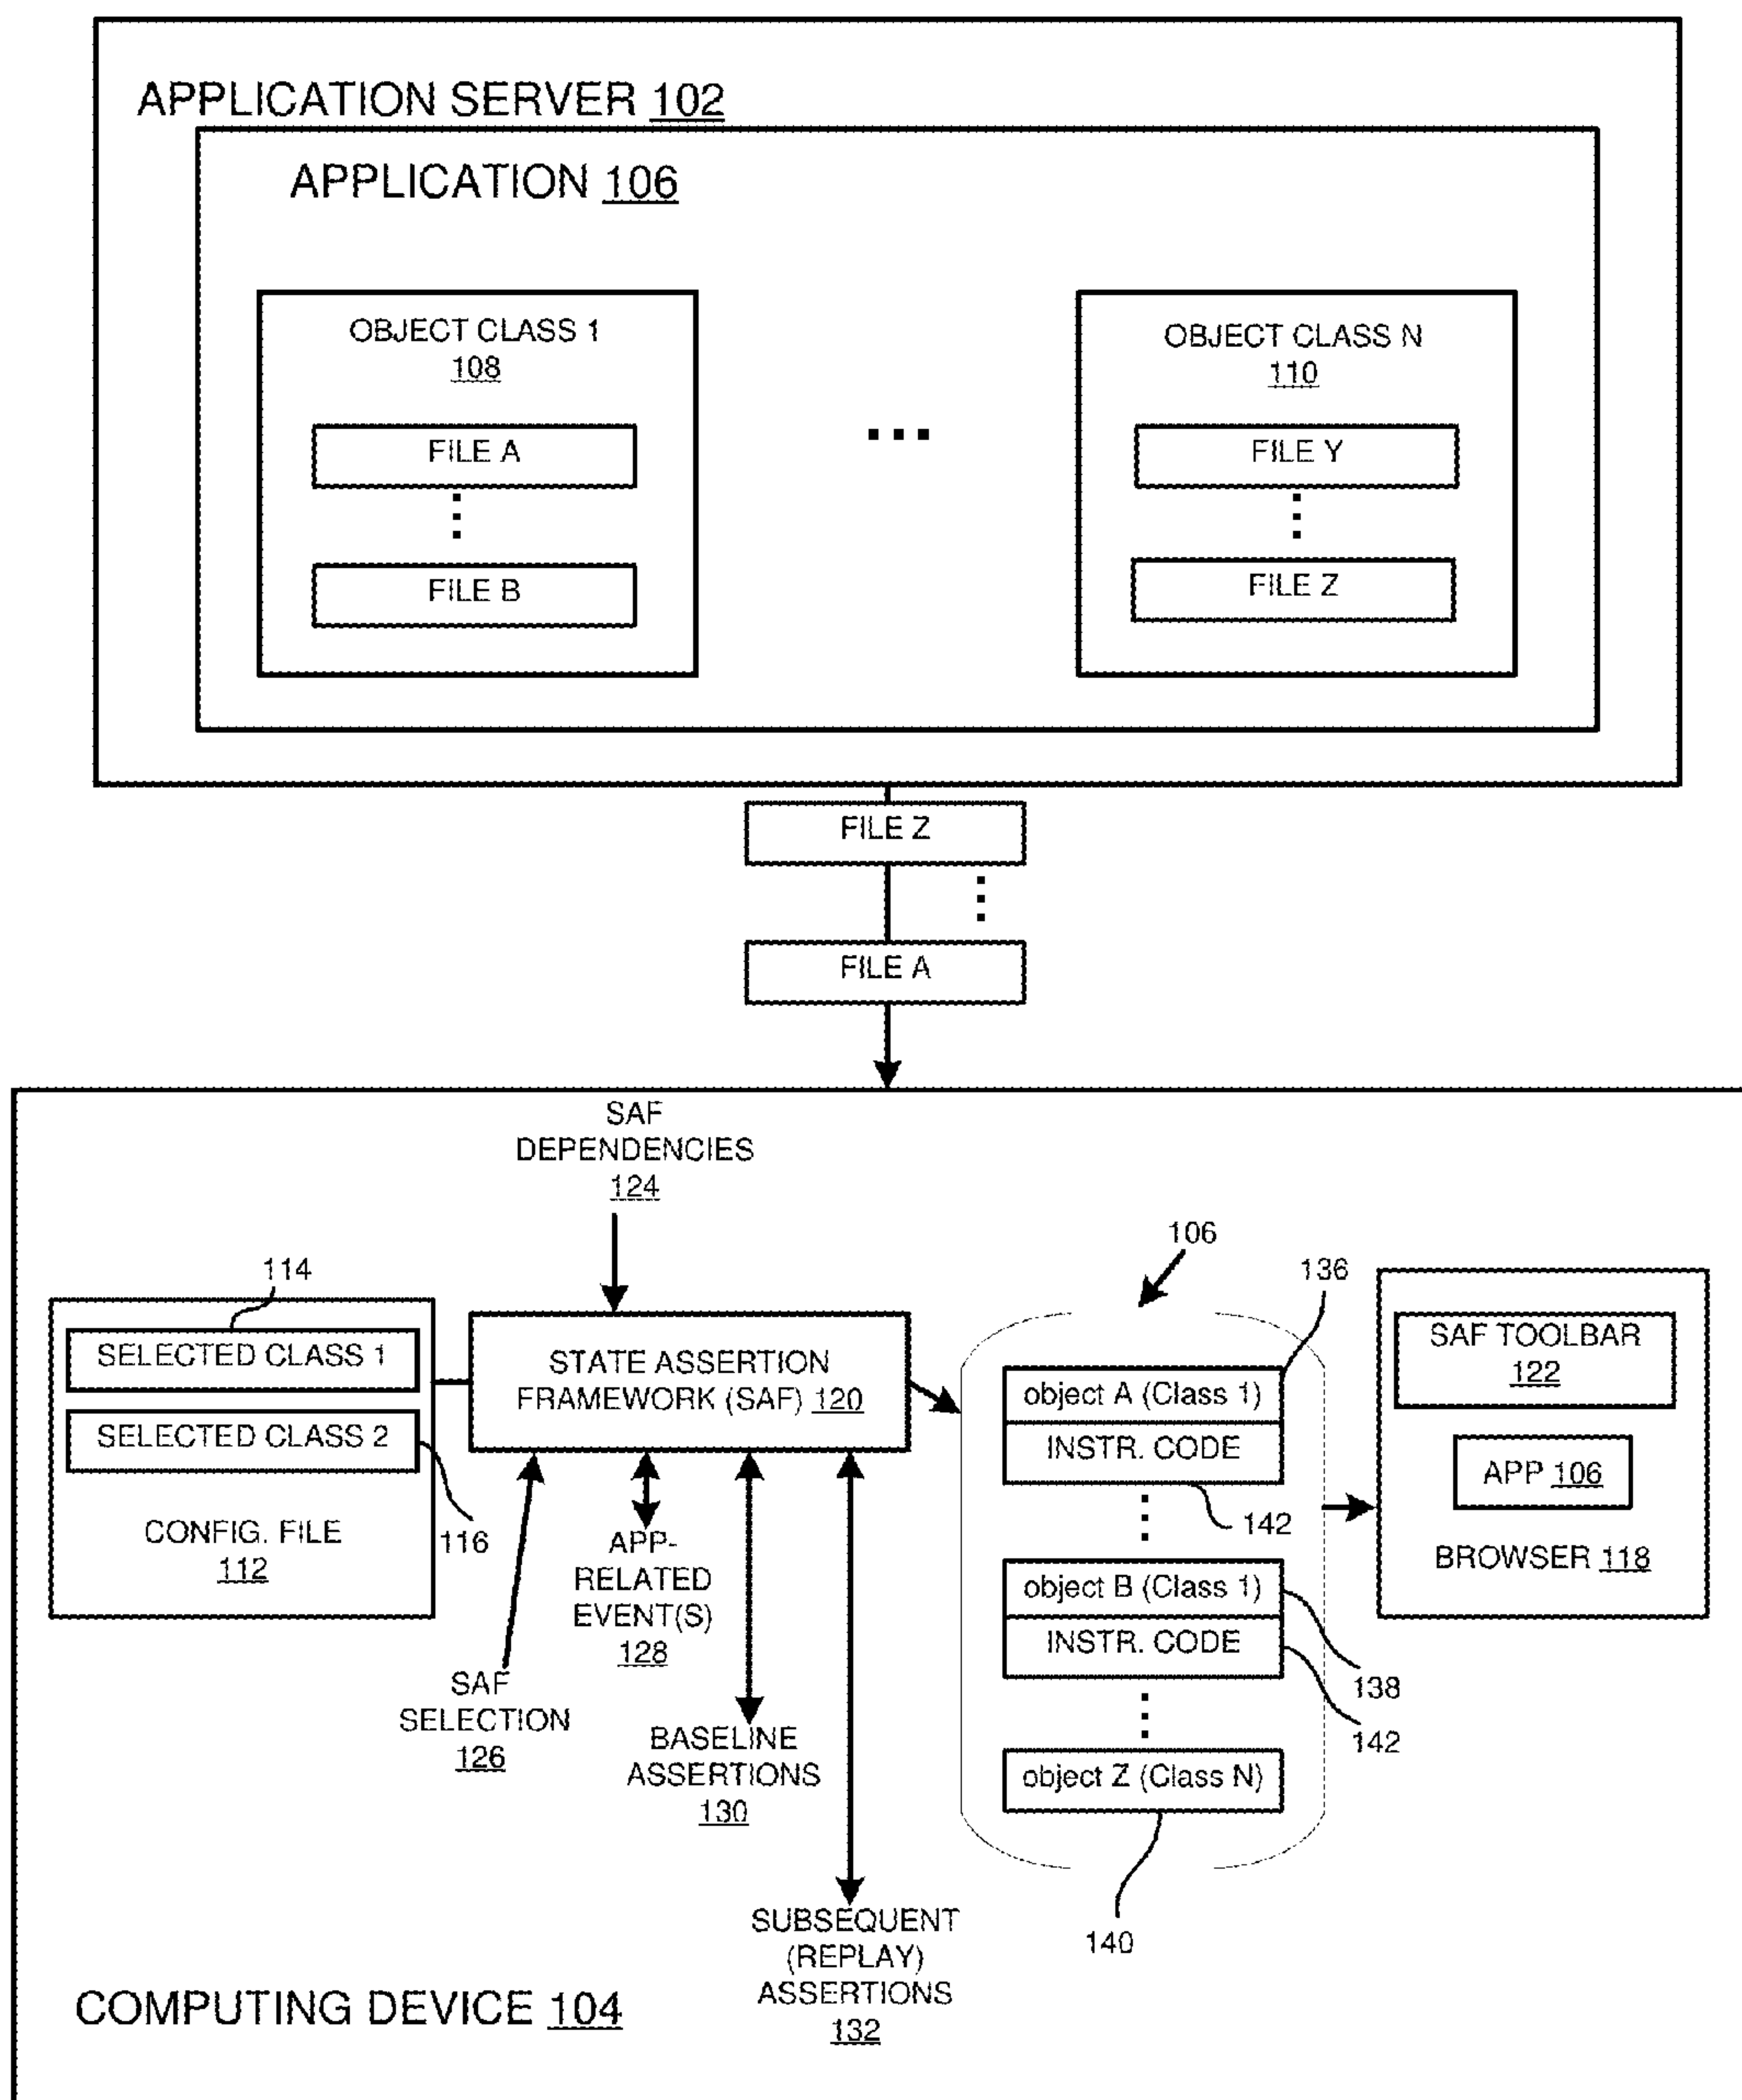 APPLICATION SERVER 102
APPLICATION 106
OBJECT CLASS 1
108
FILE A
FILE B
OBJECT CLASS N
110
FILE Y
FILE Z
FILE Z
FILE A
SAF
DEPENDENCIES
124
114
SELECTED CLASS 1
SELECTED CLASS 2
CONFIG. FILE
112
116
STATE ASSERTION
FRAMEWORK (SAF) 120
SAF
SELECTION
126
APP-
RELATED
EVENT(S)
128
BASELINE
ASSERTIONS
130
SUBSEQUENT
(REPLAY)
ASSERTIONS
132
106
136
object A (Class 1)
INSTR. CODE
142
object B (Class 1)
INSTR. CODE
138
142
object Z (Class N)
140
SAF TOOLBAR
122
APP 106
BROWSER 118
COMPUTING DEVICE 104